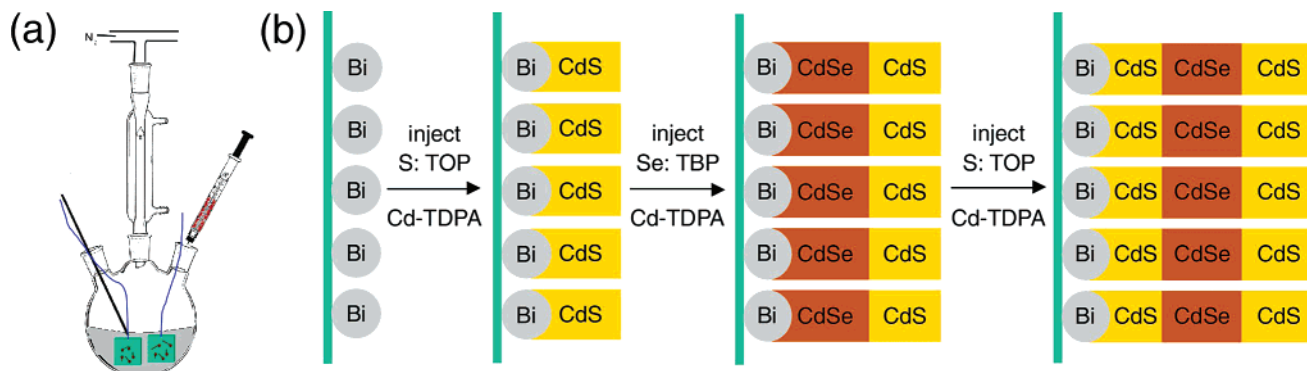 (a)
N₂
(b)
Bi
Bi
Bi
Bi
Bi
inject
S: TOP
Cd-TDPA
Bi CdS
Bi CdS
Bi CdS
Bi CdS
Bi CdS
inject
Se: TBP
Cd-TDPA
Bi CdSe CdS
Bi CdSe CdS
Bi CdSe CdS
Bi CdSe CdS
Bi CdSe CdS
inject
S: TOP
Cd-TDPA
Bi CdS CdSe CdS
Bi CdS CdSe CdS
Bi CdS CdSe CdS
Bi CdS CdSe CdS
Bi CdS CdSe CdS